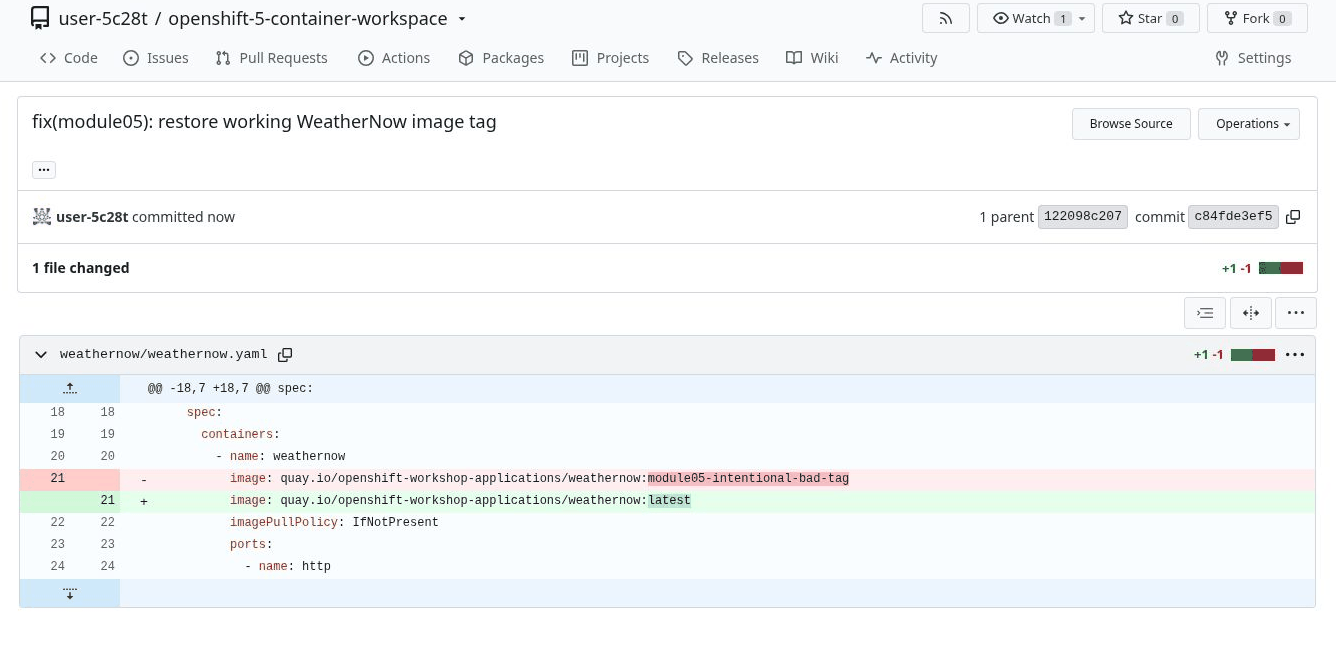 user-5c28t / openshift-5-container-workspace
Watch 1
Star 0
Fork 0
Code
Issues
Pull Requests
Actions
Packages
Projects
Releases
Wiki
Activity
Settings
fix(module05): restore working WeatherNow image tag
Browse Source
Operations
...
user-5c28t committed now
1 parent 122098c207 commit c84fde3ef5
1 file changed
+1 -1
weathernow/weathernow.yaml
+1 -1
@@ -18,7 +18,7 @@ spec:
18 18 spec:
19 19 containers:
20 20 - name: weathernow
21 - image: quay.io/openshift-workshop-applications/weathernow:module05-intentional-bad-tag
21 + image: quay.io/openshift-workshop-applications/weathernow:latest
22 22 imagePullPolicy: IfNotPresent
23 23 ports:
24 24 - name: http